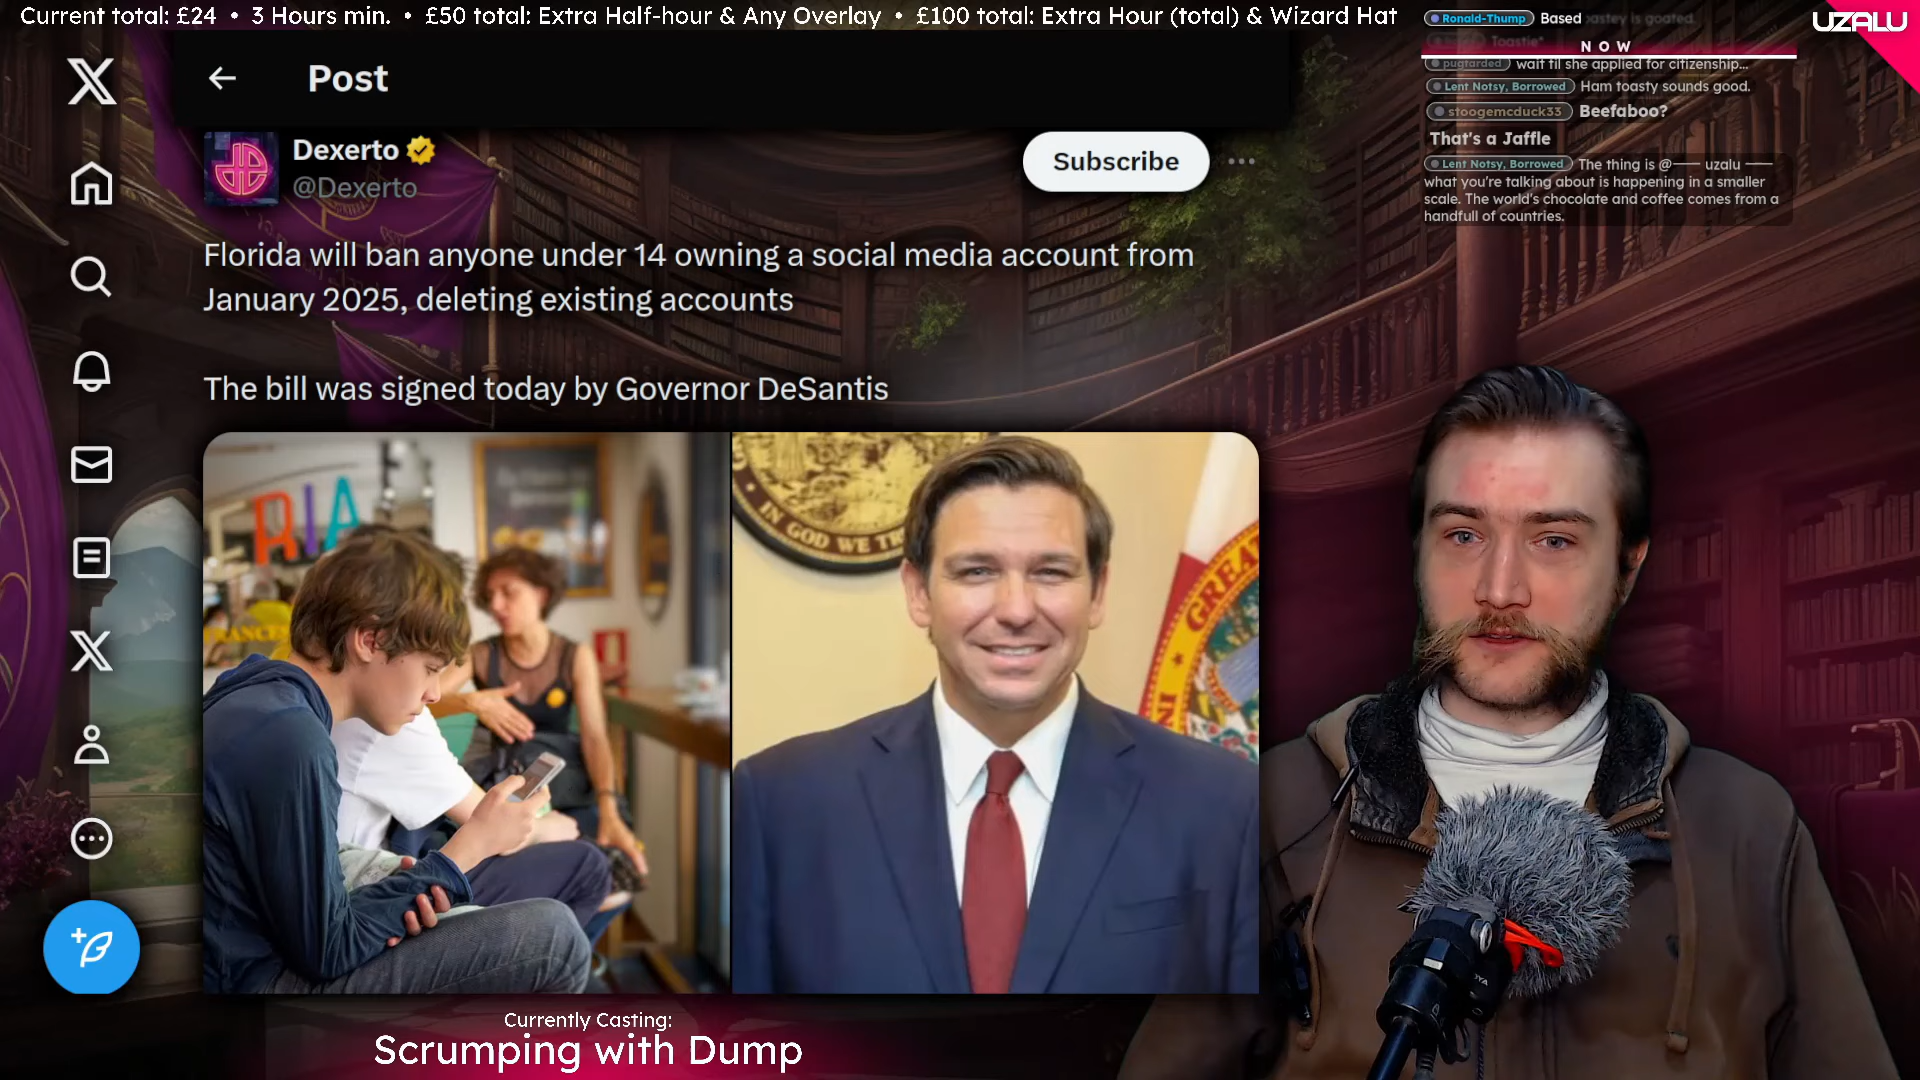 Current total: £24 • 3 Hours min. • £50 total: Extra Half-hour & Any Overlay • £100 total: Extra Hour (total) & Wizard Hat
Ronald-Thump Based
UZALU
NOW
pugtarded wait til she applied for citizenship...
Lent Notsy, Borrowed Ham toasty sounds good.
stoogemcduck33 Beefaboo?
That's a Jaffle
Lent Notsy, Borrowed The thing is @── uzalu ──
what you're talking about is happening in a smaller
scale. The world's chocolate and coffee comes from a
handfull of countries.
Post
Dexerto
@Dexerto
Subscribe
Florida will ban anyone under 14 owning a social media account from
January 2025, deleting existing accounts
The bill was signed today by Governor DeSantis
ERIA
IN GOD WE TR
GREA
Currently Casting:
Scrumping with Dump